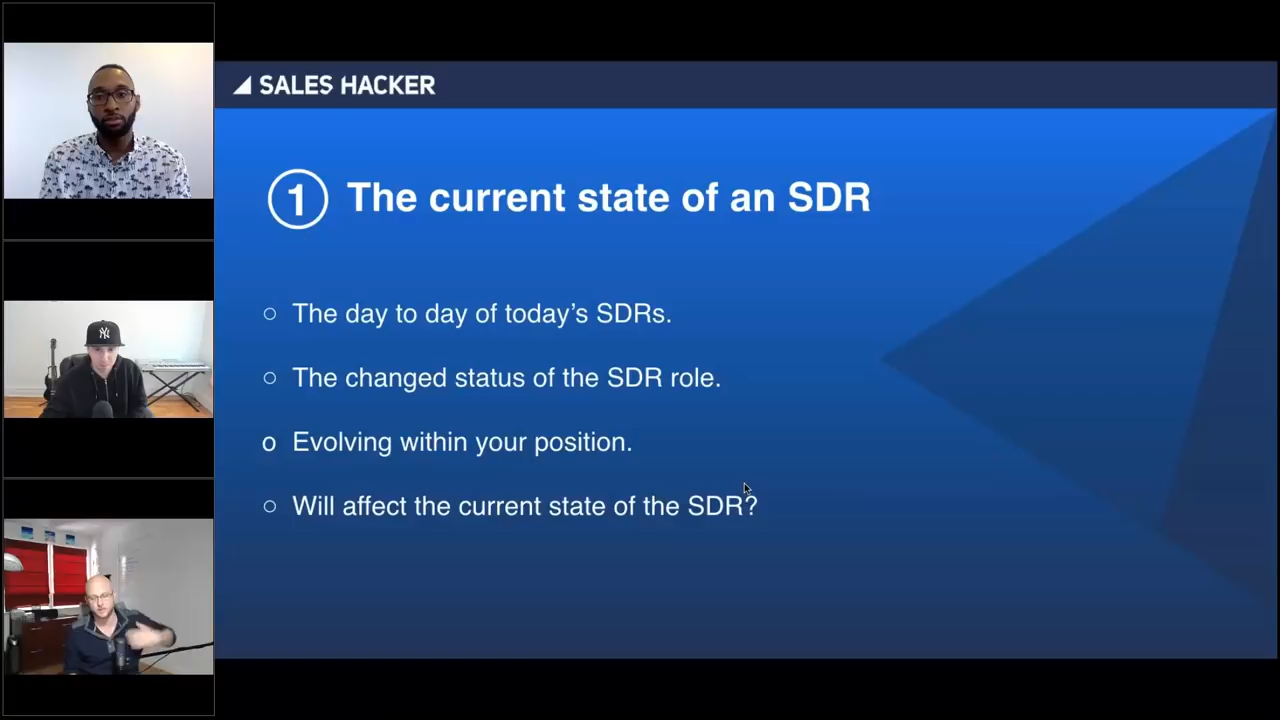 SALES HACKER
1 The current state of an SDR
○ The day to day of today’s SDRs.
○ The changed status of the SDR role.
o Evolving within your position.
○ Will affect the current state of the SDR?
NY